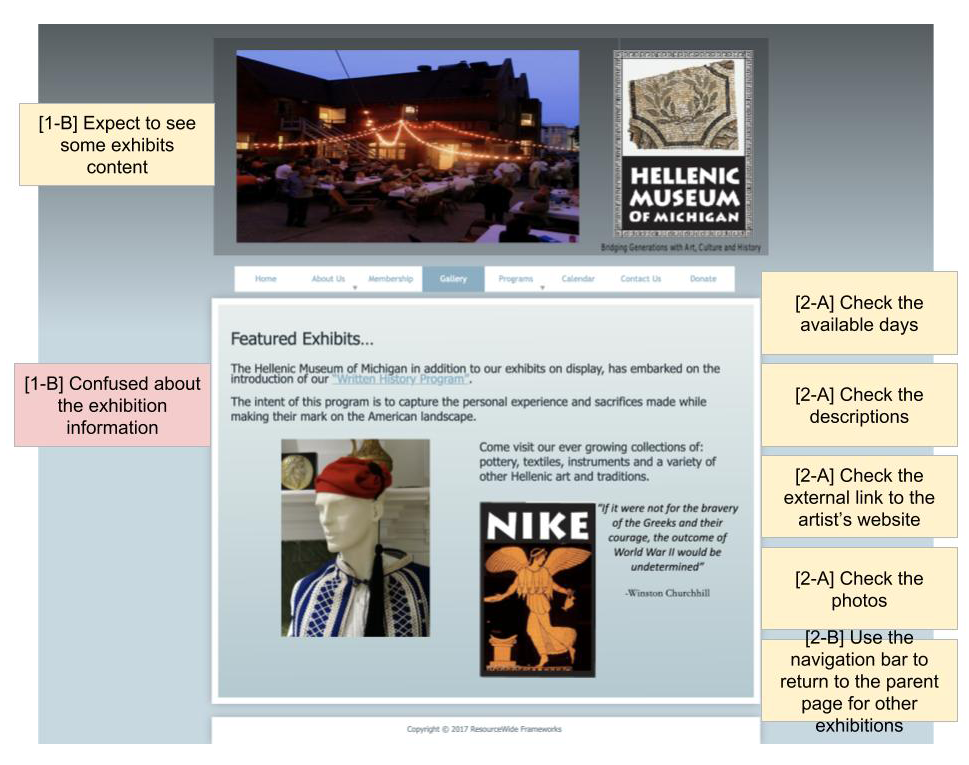 [1-B] Expect to see
some exhibits
content
HELLENIC
MUSEUM
OF MICHIGAN
Bridging Generations with Art, Culture and History
Home About Us Membership Gallery Programs Calendar Contact Us Donate
[2-A] Check the
available days
Featured Exhibits...
The Hellenic Museum of Michigan in addition to our exhibits on display, has embarked on the
introduction of our "Written History Program".
[1-B] Confused about
the exhibition
information
[2-A] Check the
descriptions
The intent of this program is to capture the personal experience and sacrifices made while
making their mark on the American landscape.
Come visit our ever growing collections of:
pottery, textiles, instruments and a variety of
other Hellenic art and traditions.
[2-A] Check the
external link to the
artist's website
NIKE
"If it were not for the bravery
of the Greeks and their
courage, the outcome of
World War II would be
undetermined"
-Winston Churchhill
[2-A] Check the
photos
[2-B] Use the
navigation bar to
return to the parent
page for other
exhibitions
Copyright © 2017 ResourceWide Frameworks